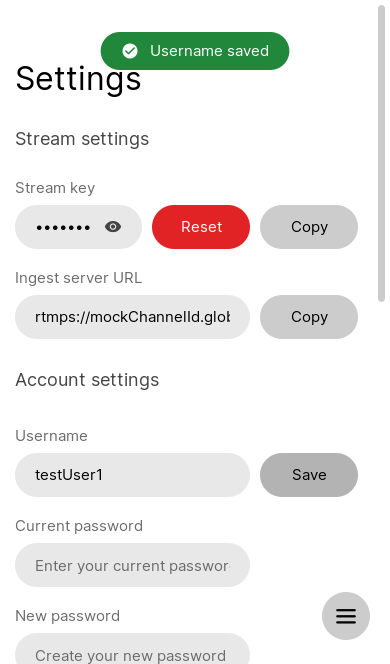 Username saved
Settings
Stream settings
Stream key
••••••• Reset Copy
Ingest server URL
rtmps://mockChannelId.glob Copy
Account settings
Username
testUser1 Save
Current password
Enter your current passwor
New password
Create your new password